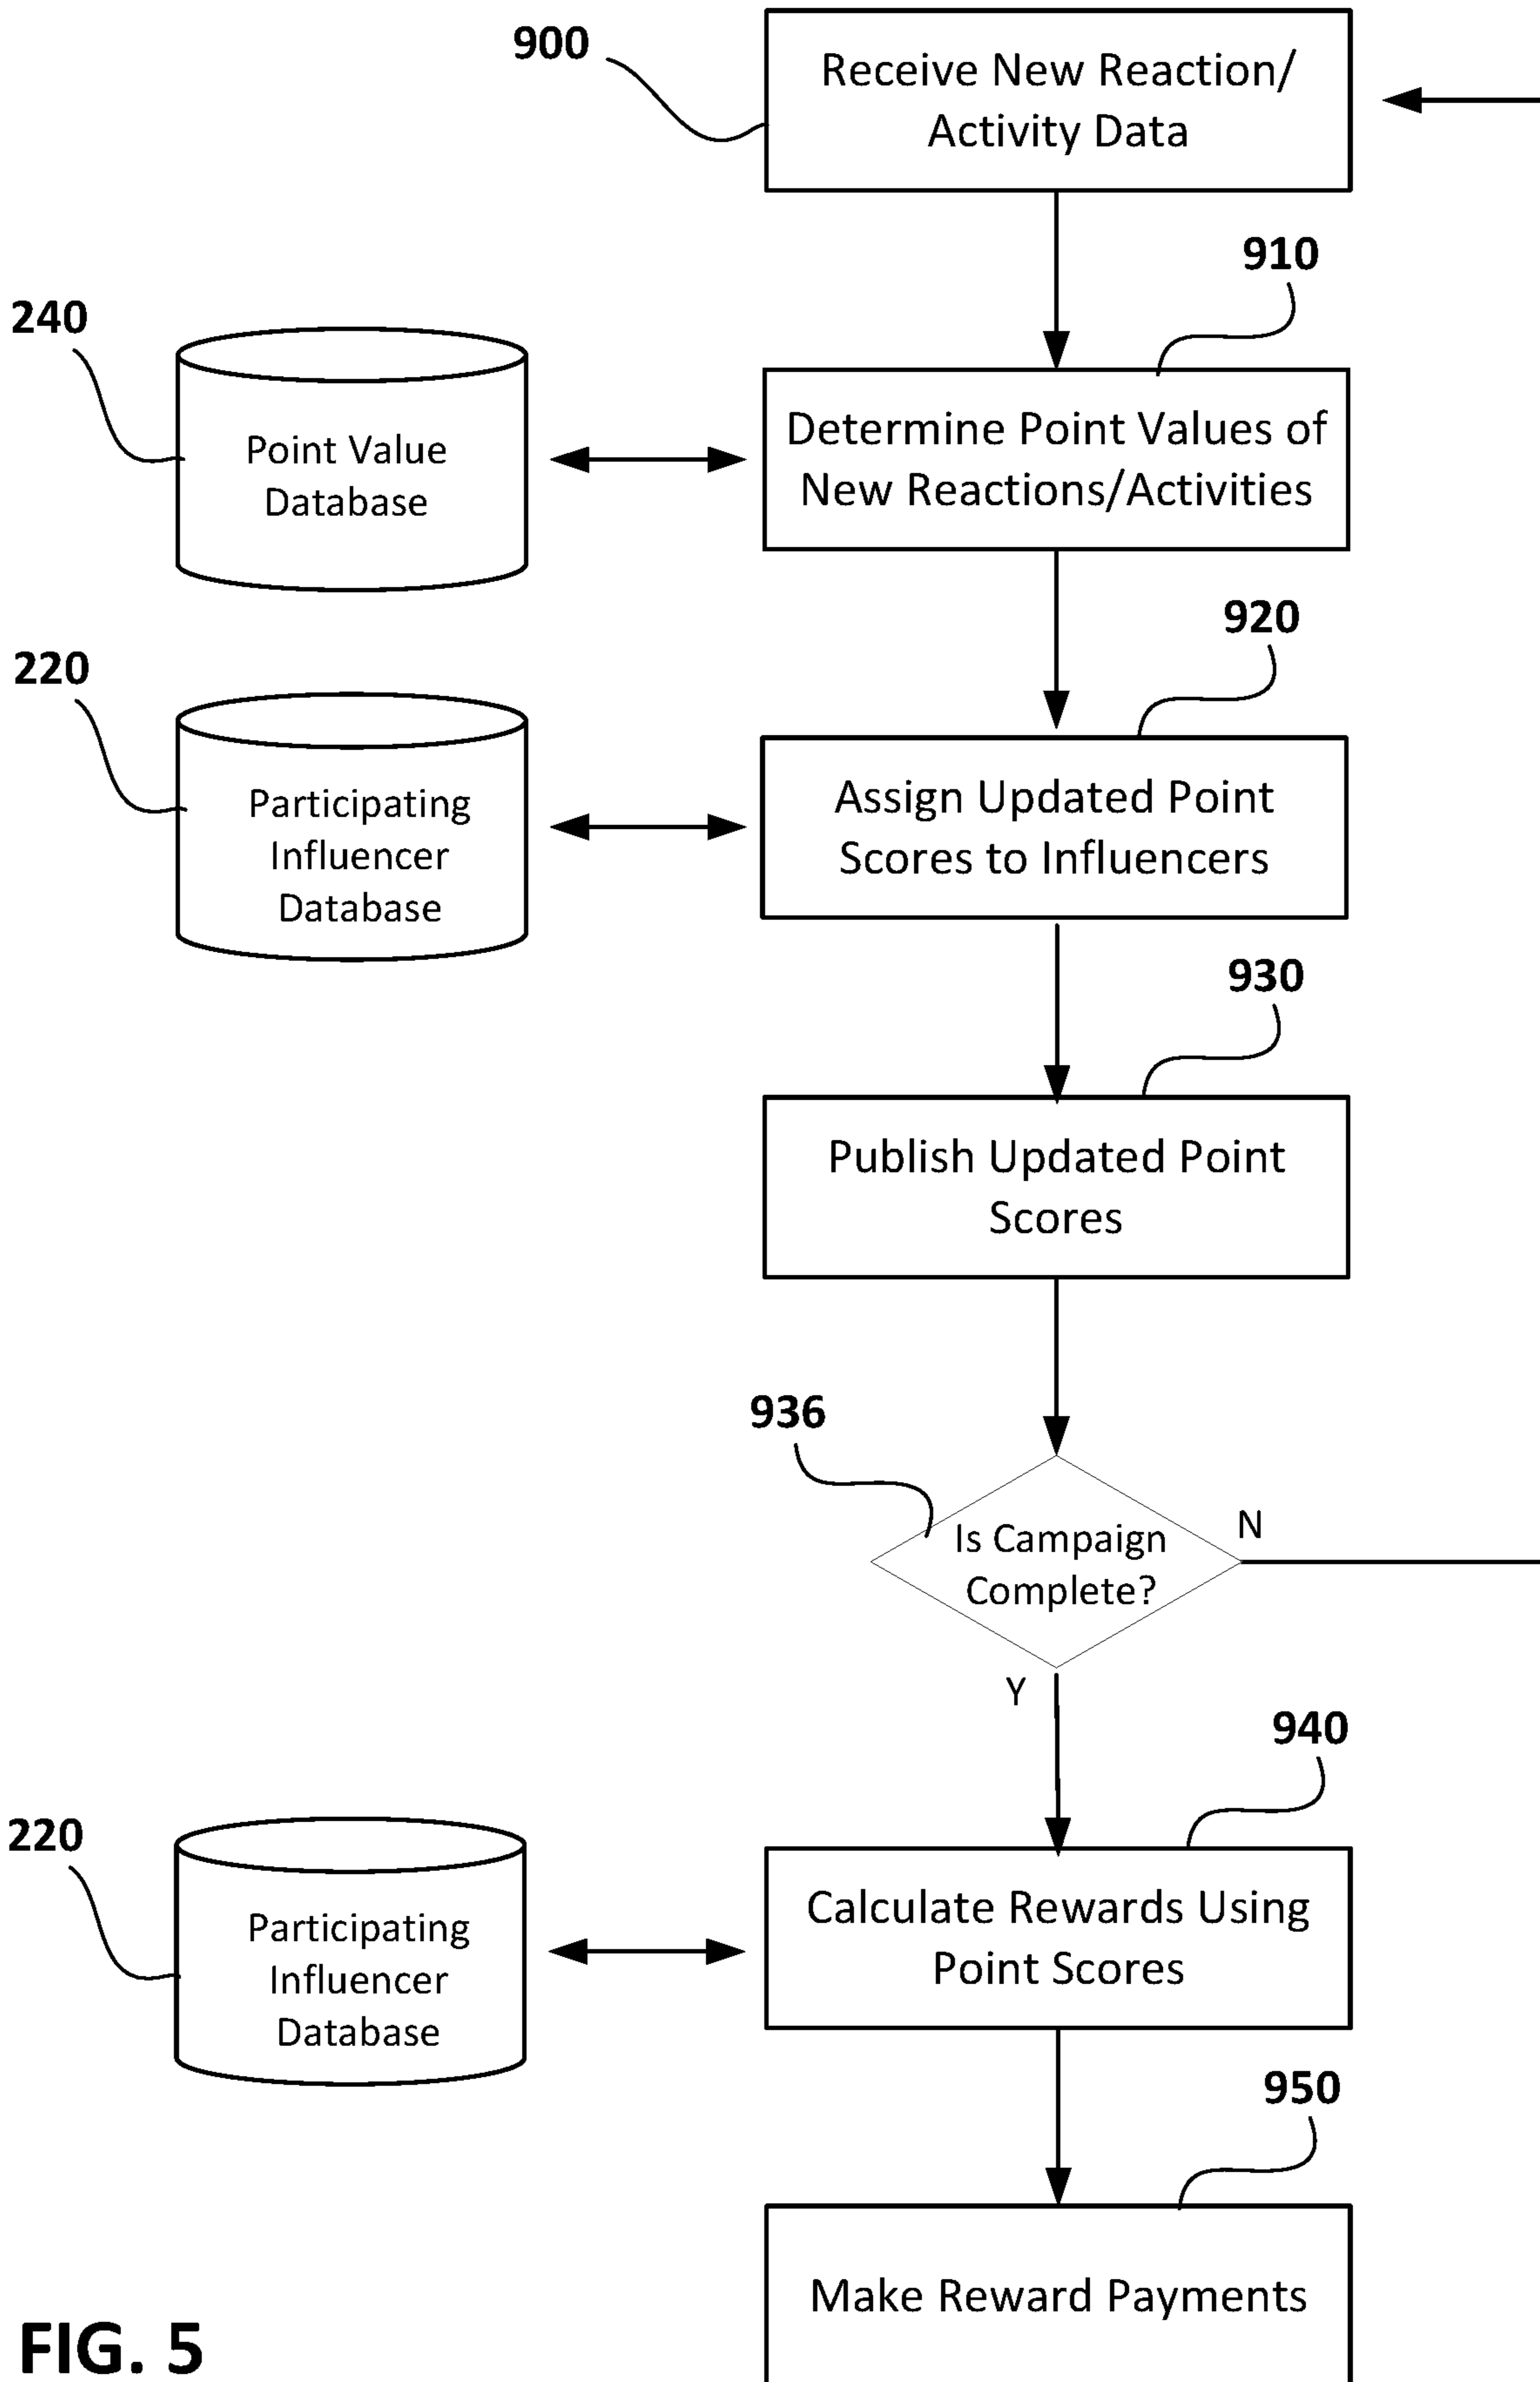 900
Receive New Reaction/
Activity Data
910
240
Point Value
Database
Determine Point Values of
New Reactions/Activities
920
220
Participating
Influencer
Database
Assign Updated Point
Scores to Influencers
930
Publish Updated Point
Scores
936
Is Campaign
Complete?
N
Y
940
220
Participating
Influencer
Database
Calculate Rewards Using
Point Scores
950
Make Reward Payments
FIG. 5